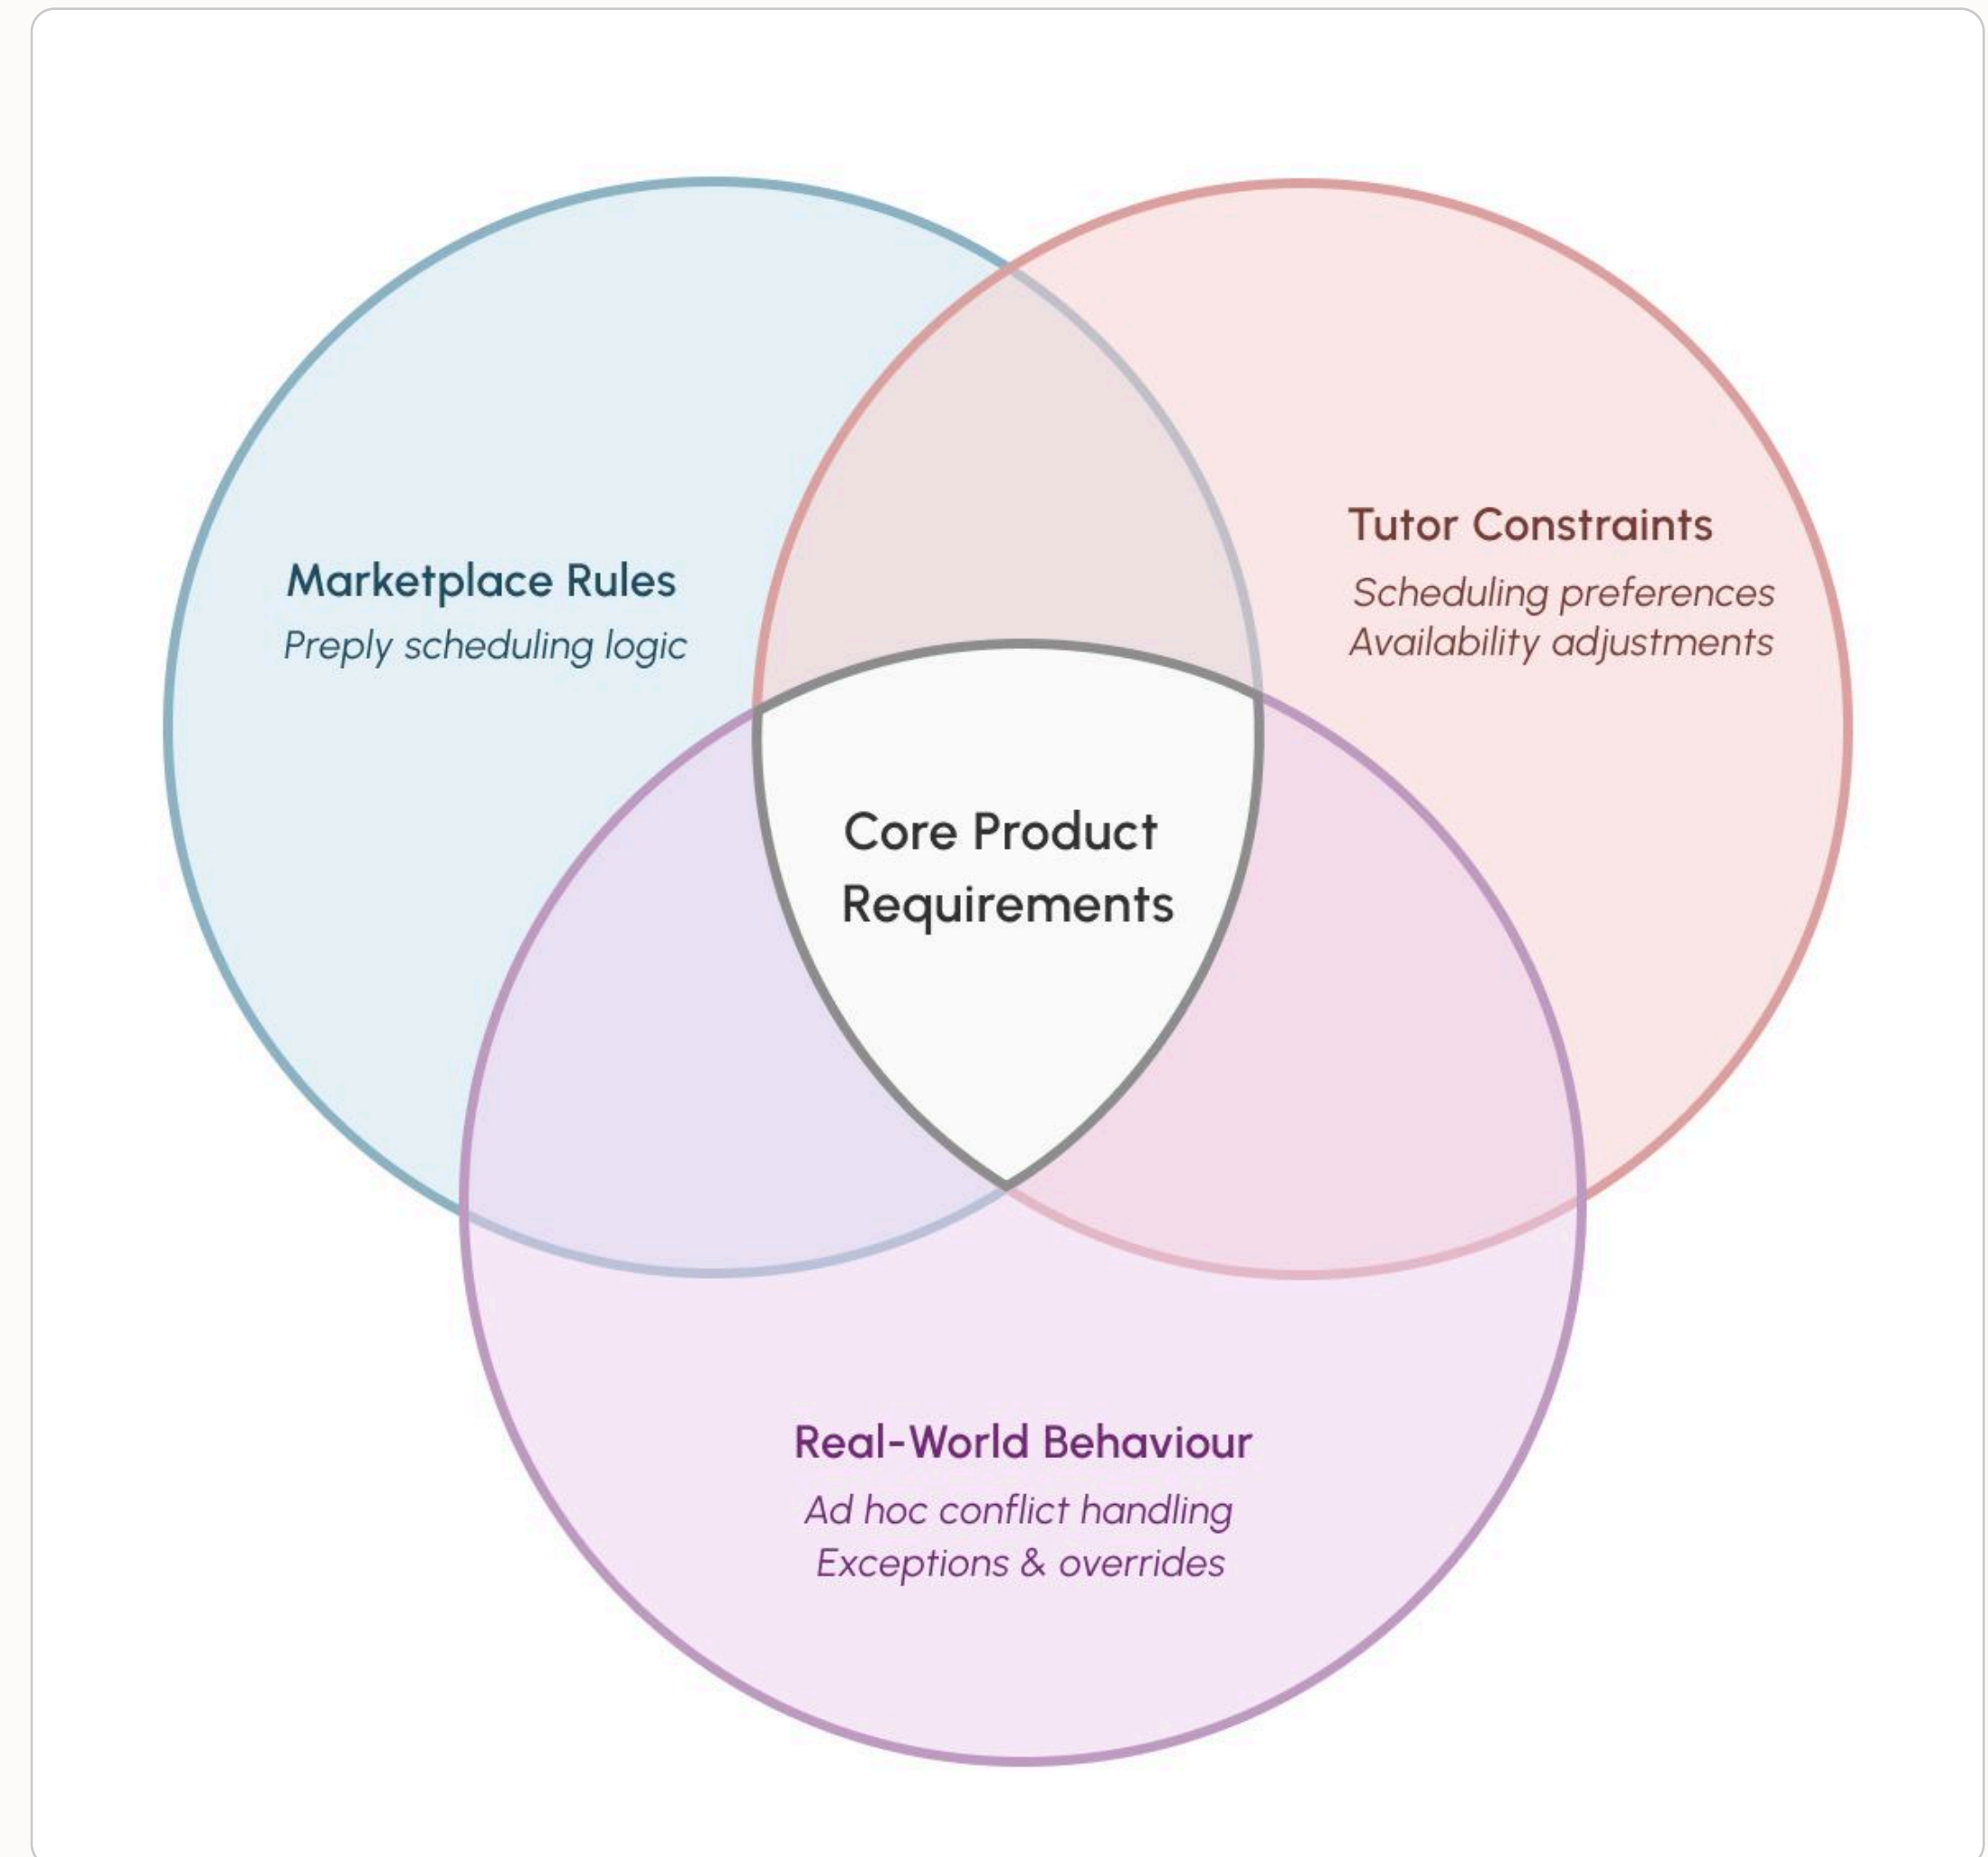 Marketplace Rules
Preply scheduling logic
Tutor Constraints
Scheduling preferences
Availability adjustments
Core Product
Requirements
Real-World Behaviour
Ad hoc conflict handling
Exceptions & overrides